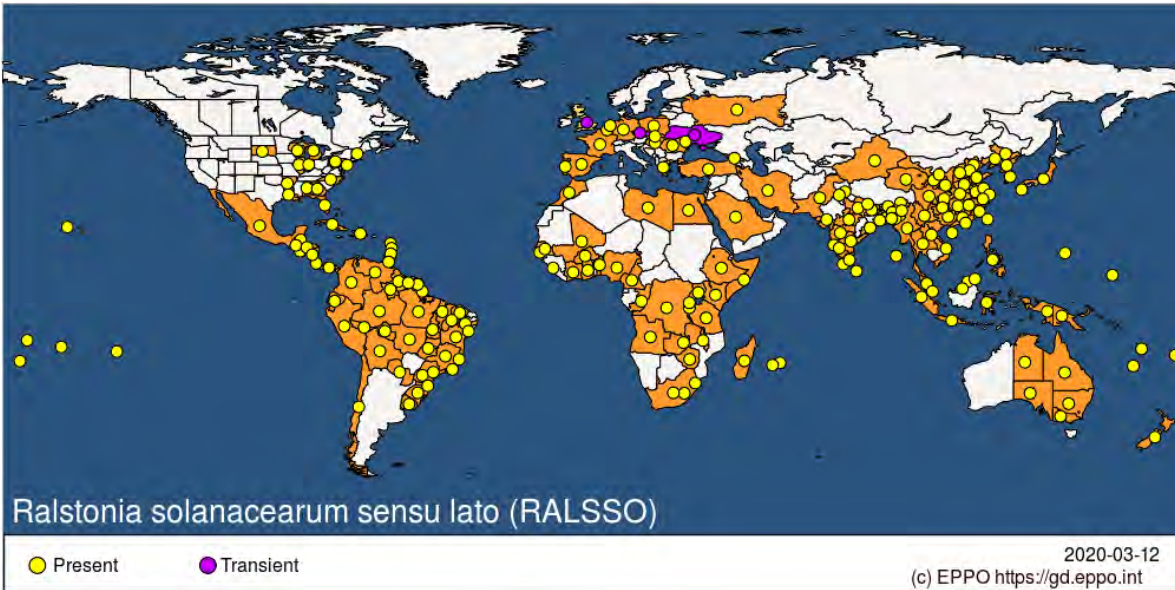 Ralstonia solanacearum sensu lato (RALSSO)
Present
Transient
2020-03-12
(c) EPPO https://gd.eppo.int